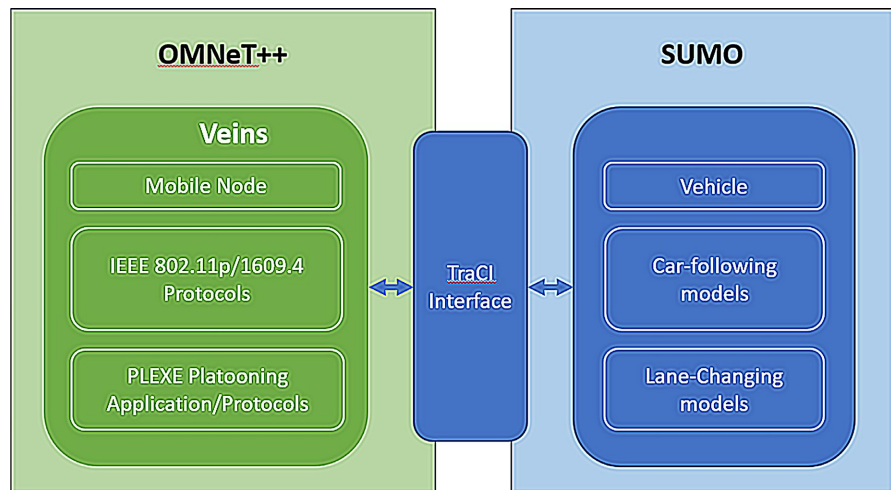 OMNeT++
Veins
Mobile Node
IEEE 802.11p/1609.4
Protocols
PLEXE Platooning
Application/Protocols
TraCI
Interface
SUMO
Vehicle
Car-following
models
Lane-Changing
models